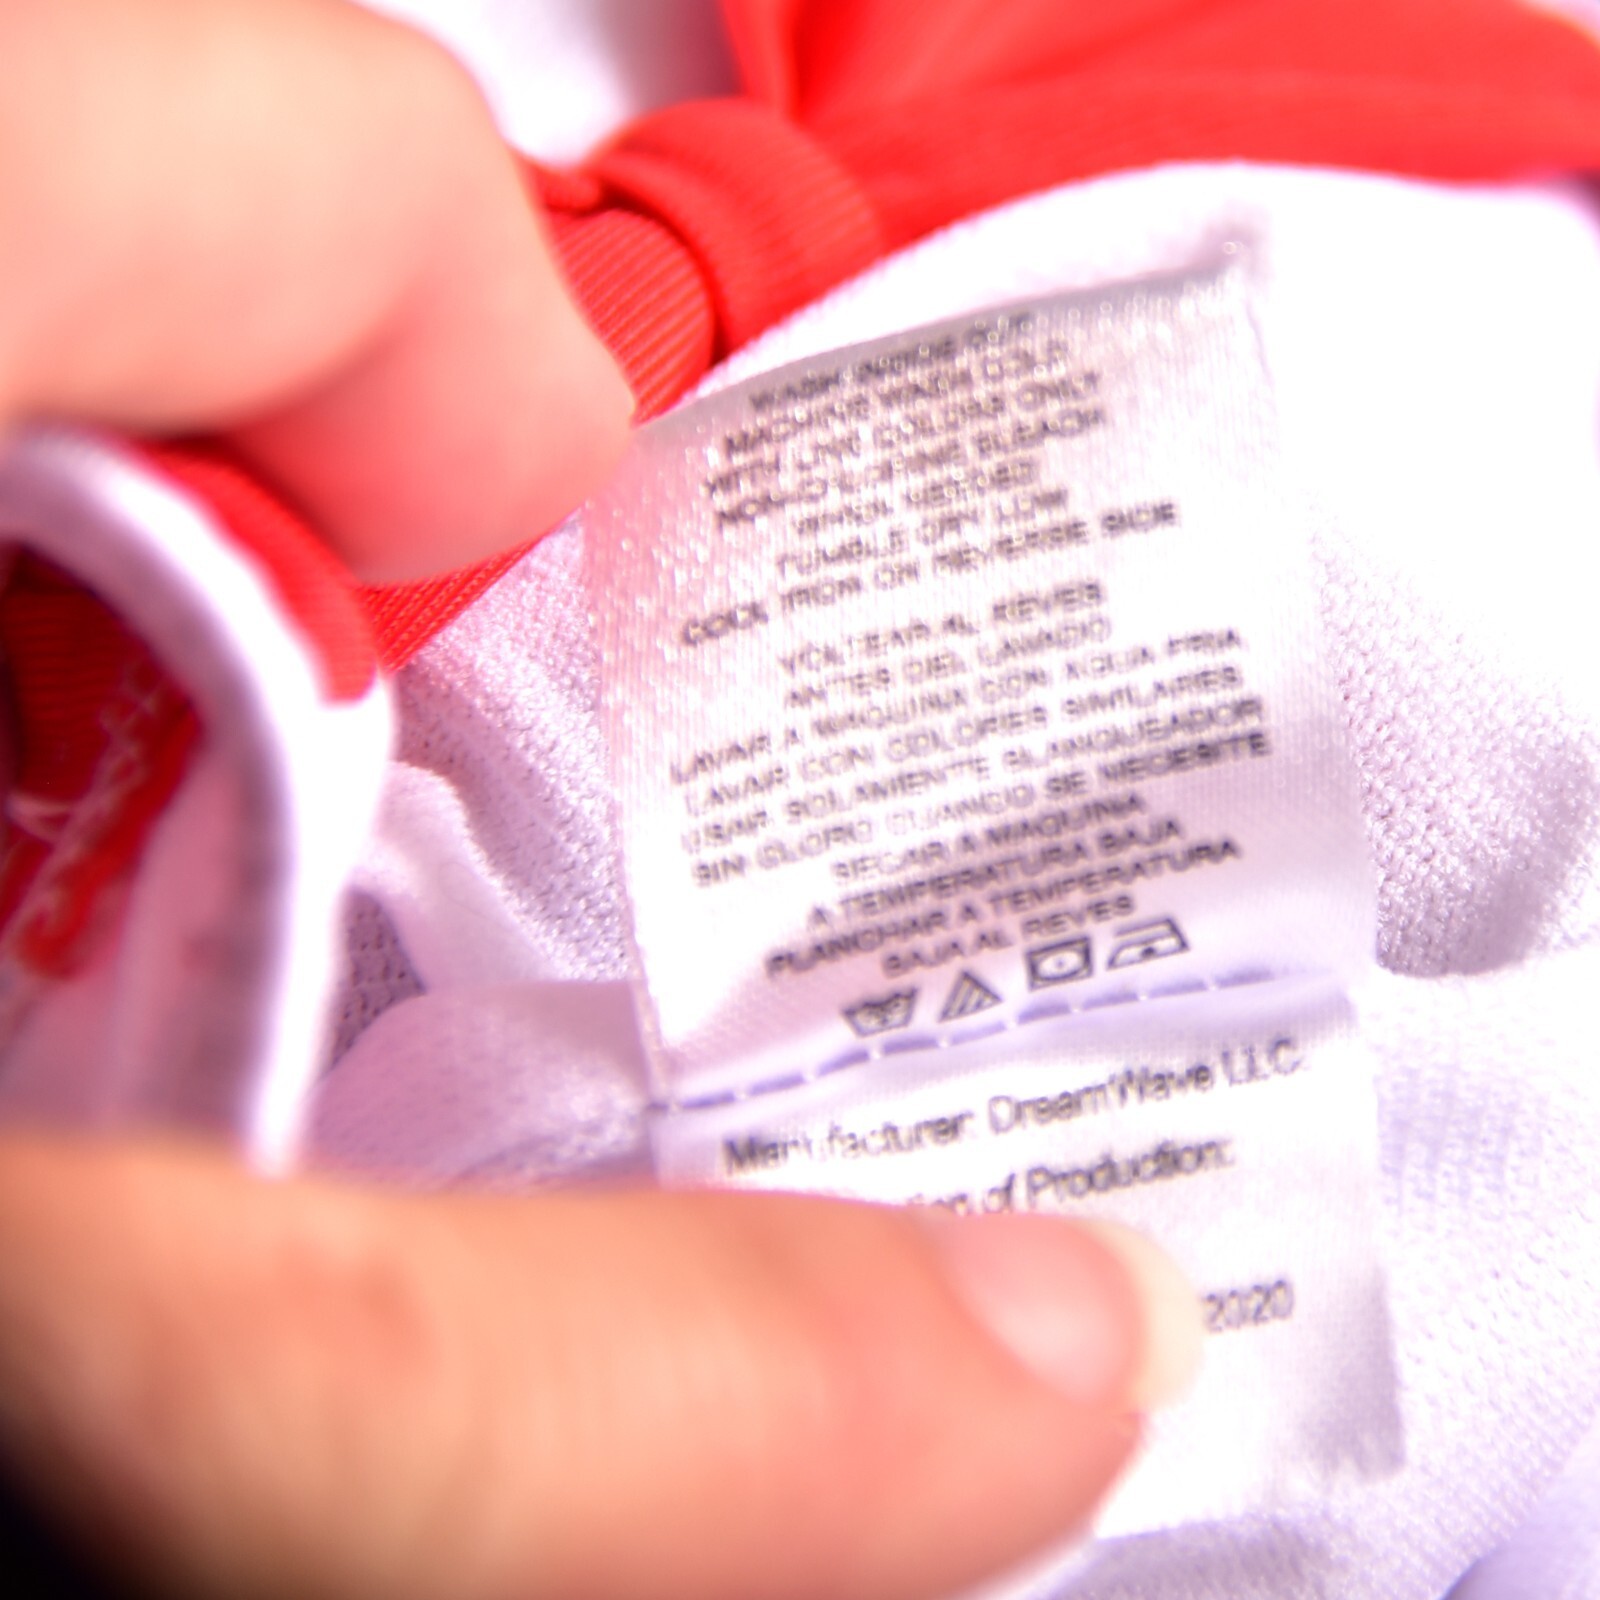 WASH INSIDE OUT
MACHINE WASH COLD
WITH LIKE COLORS ONLY
NON-CHLORINE BLEACH
WHEN NEEDED
TUMBLE DRY LOW
COOL IRON ON REVERSE SIDE
VOLTEAR AL REVES
ANTES DEL LAVADO
LAVAR A MAQUINA CON AGUA FRIA
LAVAR CON COLORES SIMILARES
USAR SOLAMENTE BLANQUEADOR
SIN CLORO CUANDO SE NECESITE
SECAR A MAQUINA
A TEMPERATURA BAJA
PLANCHAR A TEMPERATURA
BAJA AL REVES
Manufacturer: DreamWave LLC.
of Production:
2020